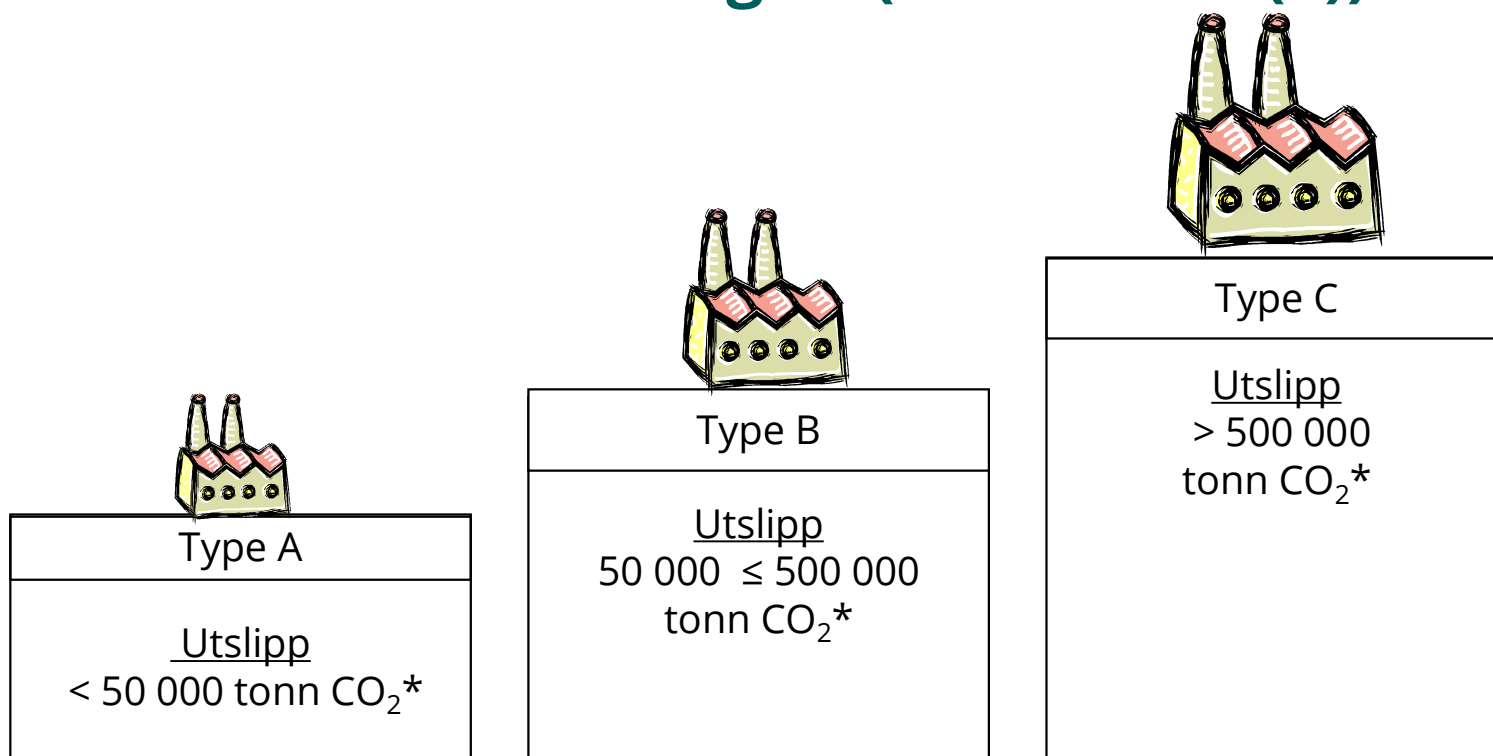 Type A
Utslipp
< 50 000 tonn CO₂*
Type B
Utslipp
50 000 ≤ 500 000
tonn CO₂*
Type C
Utslipp
> 500 000
tonn CO₂*